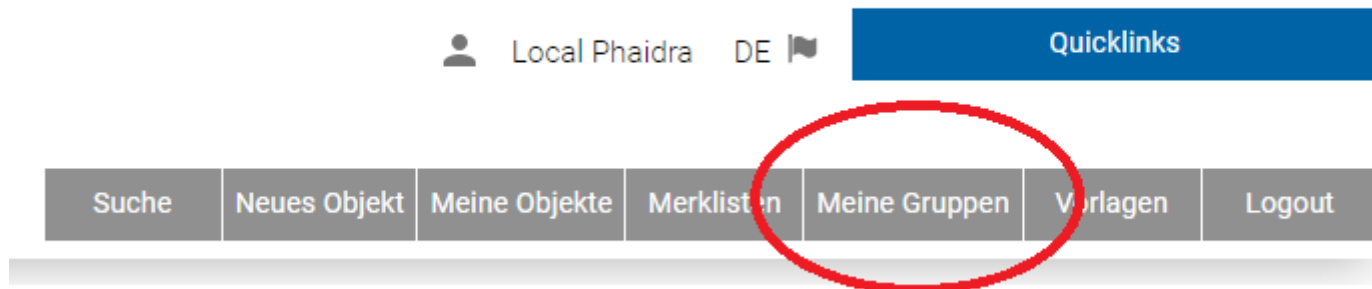 Local Phaidra DE Quicklinks
Suche Neues Objekt Meine Objekte Merklisten Meine Gruppen Vorlagen Logout